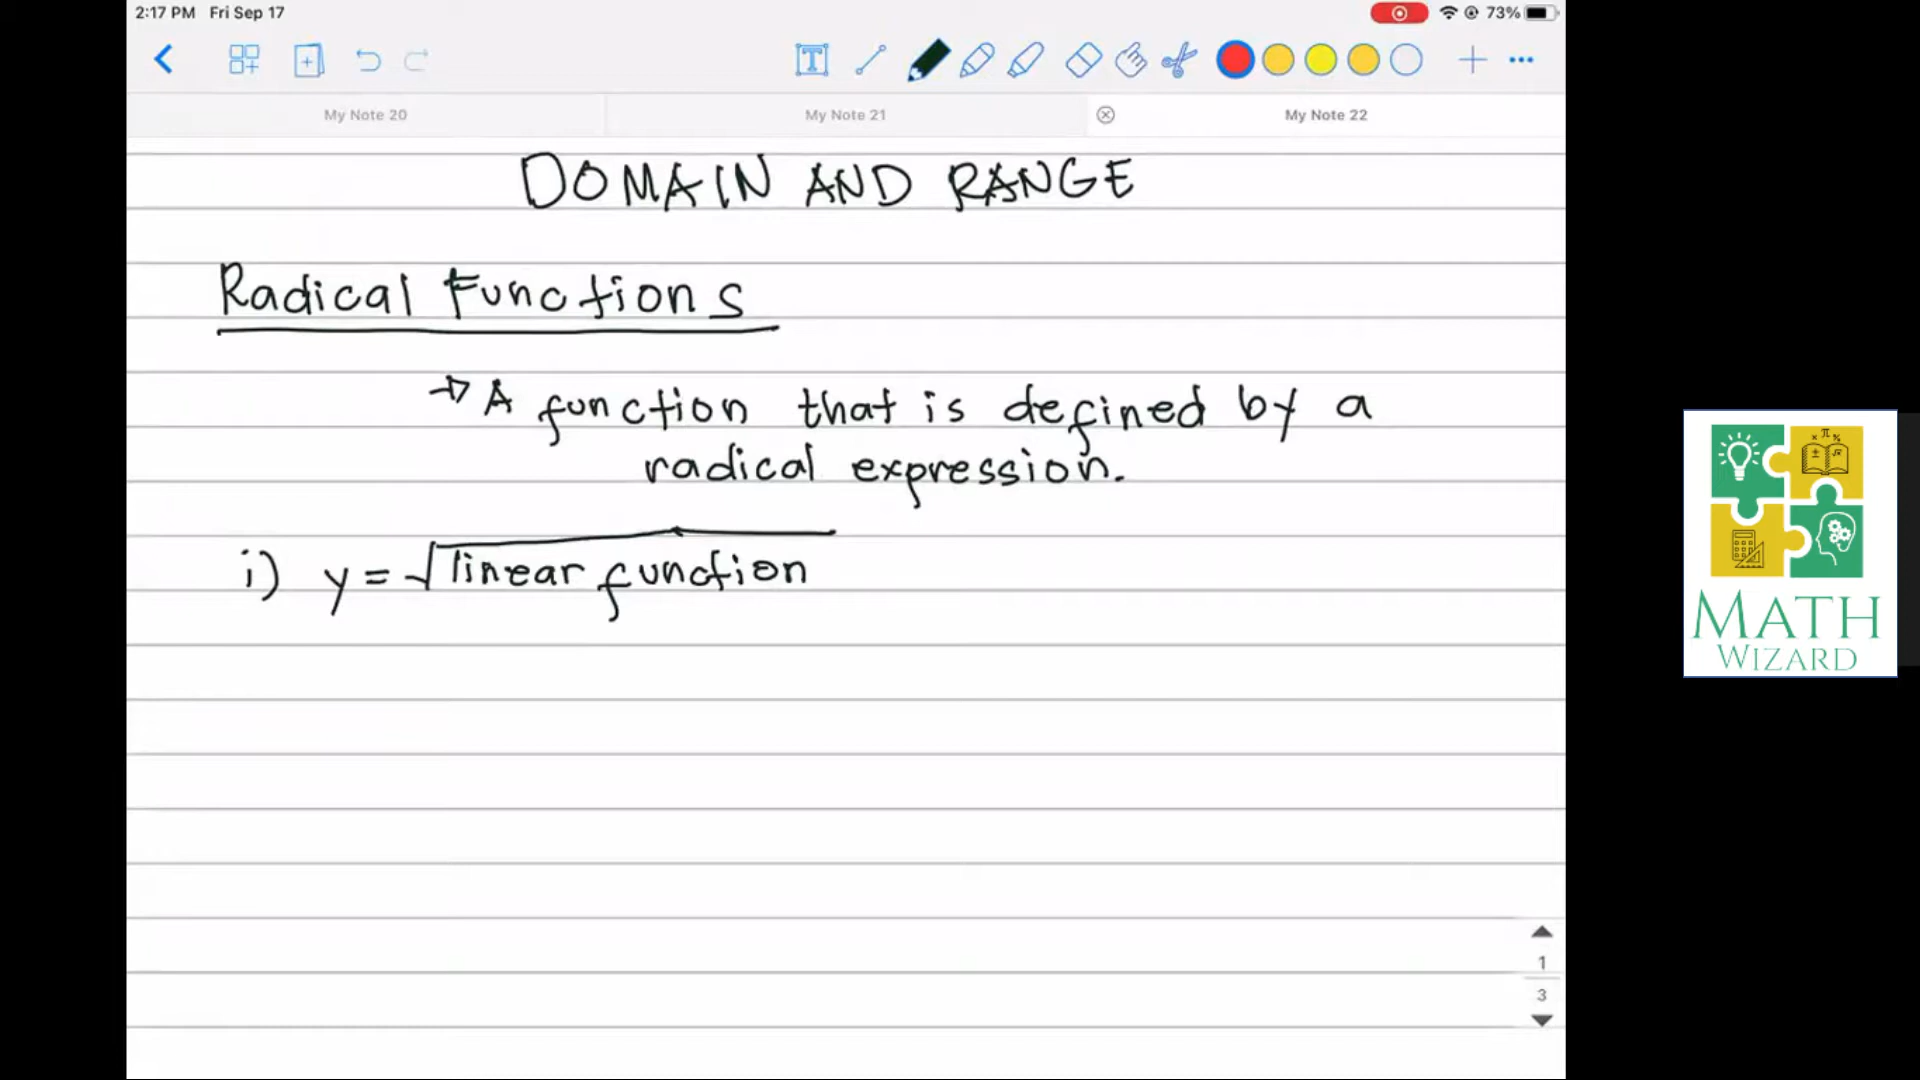 2:17 PM Fri Sep 17
73%
My Note 20
My Note 21
My Note 22
DOMAIN AND RANGE
Radical Functions
→ A function that is defined by a
radical expression.
i) y = √linear function
MATH
WIZARD
1
3